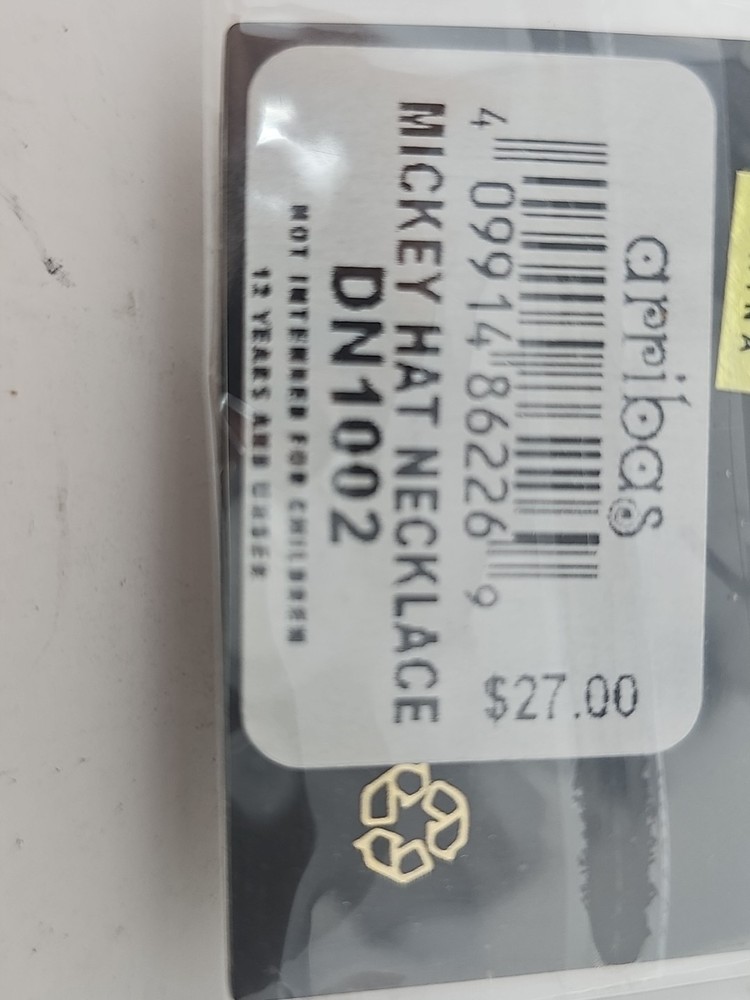 arribas
4 09914 86226 9
$27.00
MICKEY HAT NECKLACE
DN1002
NOT INTENDED FOR CHILDREN
12 YEARS AND UNDER